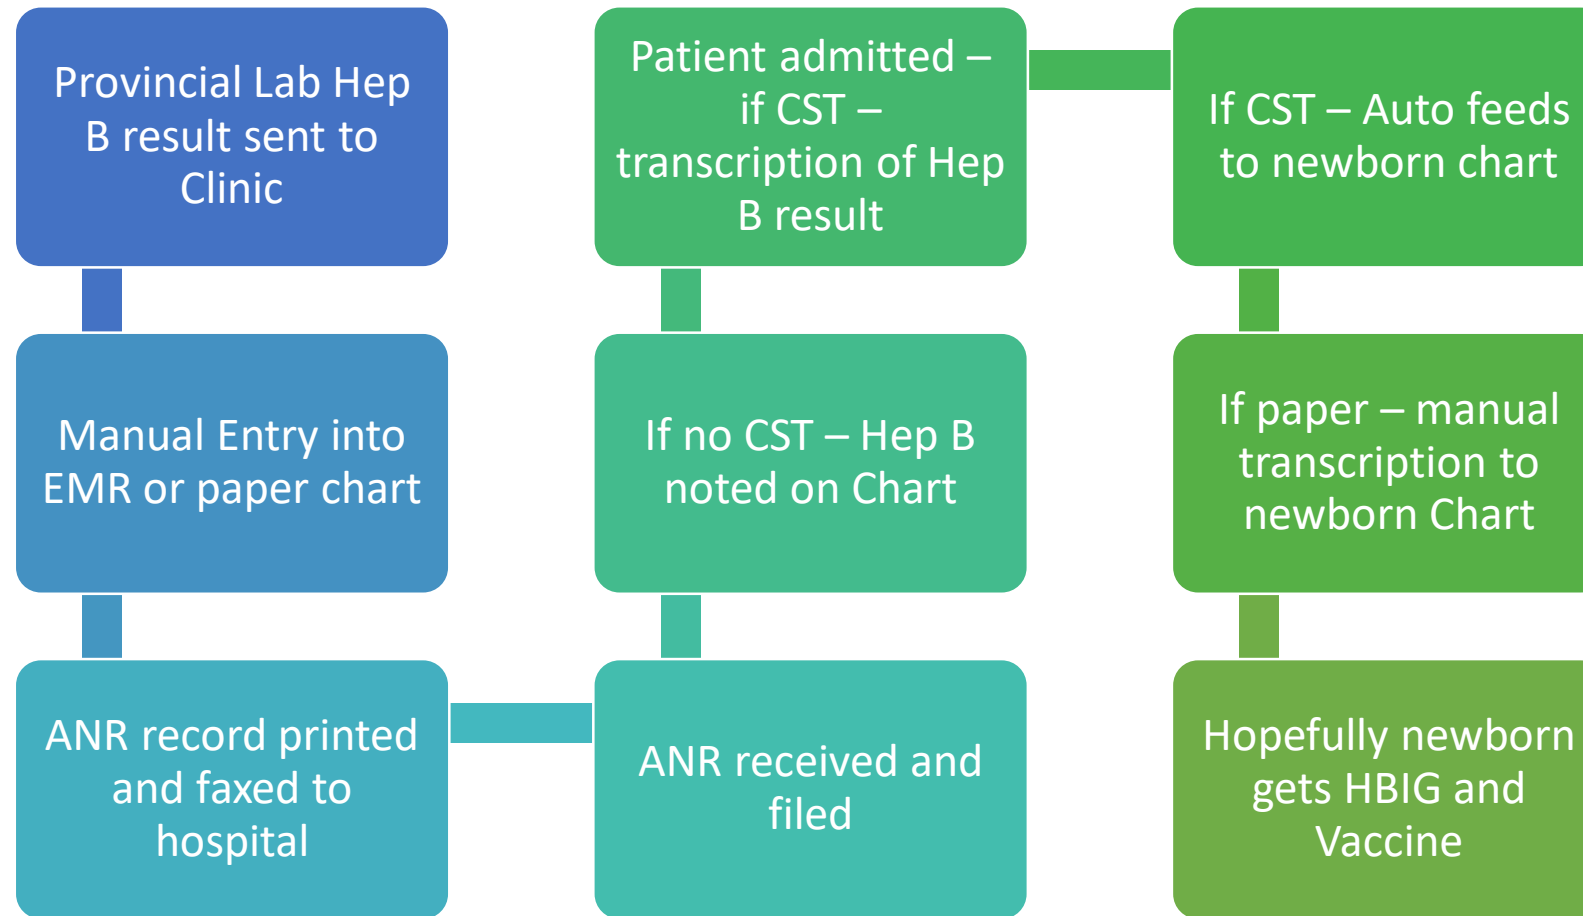 Provincial Lab Hep
B result sent to
Clinic
Manual Entry into
EMR or paper chart
ANR record printed
and faxed to
hospital
ANR received and
filed
If no CST – Hep B
noted on Chart
Patient admitted –
if CST –
transcription of Hep
B result
If CST – Auto feeds
to newborn chart
If paper – manual
transcription to
newborn Chart
Hopefully newborn
gets HBIG and
Vaccine